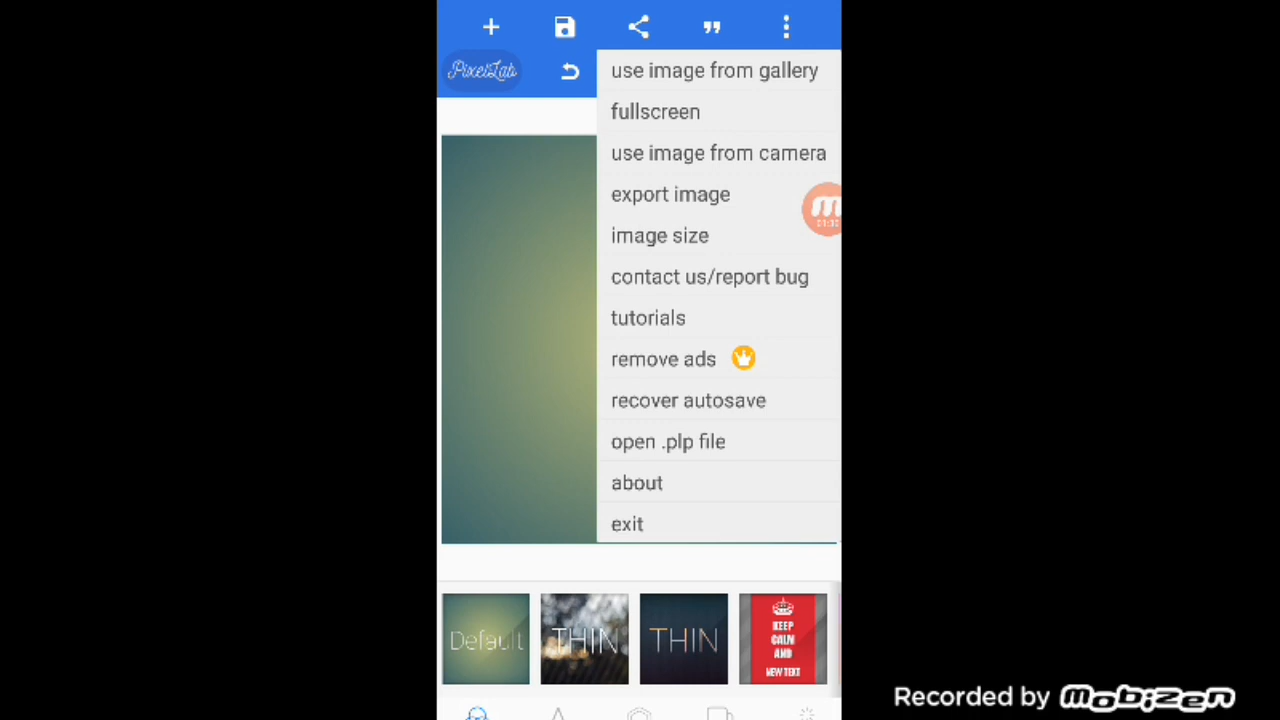 PixelLab
use image from gallery
fullscreen
use image from camera
export image
image size
contact us/report bug
tutorials
remove ads
recover autosave
open .plp file
about
exit
Default
THIN
THIN
KEEP
CALM
AND
NEW TEXT
Recorded by mobizen